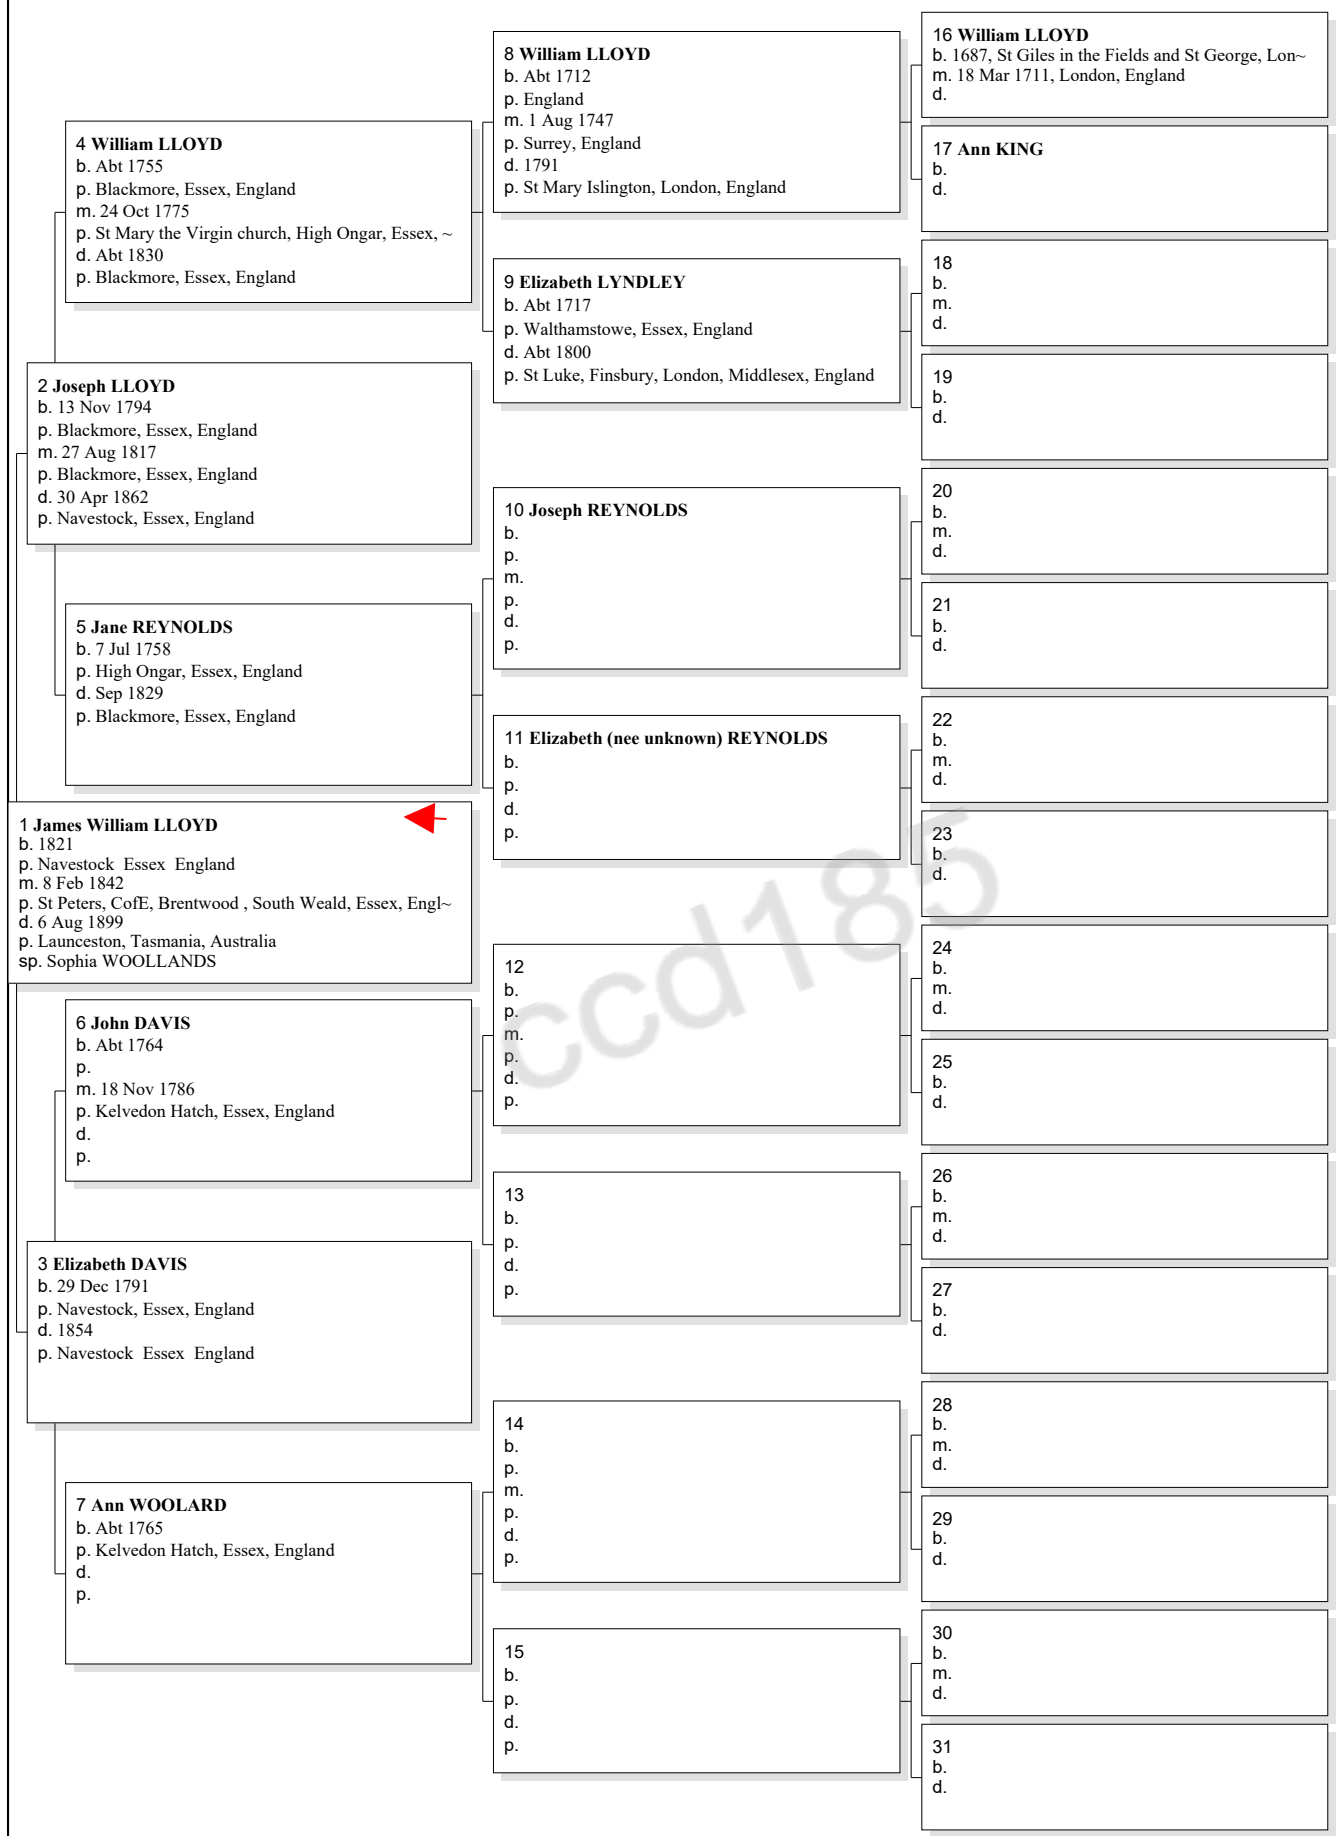 4 William LLOYD
b. Abt 1755
p. Blackmore, Essex, England
m. 24 Oct 1775
p. St Mary the Virgin church, High Ongar, Essex, ~
d. Abt 1830
p. Blackmore, Essex, England
2 Joseph LLOYD
b. 13 Nov 1794
p. Blackmore, Essex, England
m. 27 Aug 1817
p. Blackmore, Essex, England
d. 30 Apr 1862
p. Navestock, Essex, England
5 Jane REYNOLDS
b. 7 Jul 1758
p. High Ongar, Essex, England
d. Sep 1829
p. Blackmore, Essex, England
1 James William LLOYD
b. 1821
p. Navestock Essex England
m. 8 Feb 1842
p. St Peters, CofE, Brentwood , South Weald, Essex, Engl~
d. 6 Aug 1899
p. Launceston, Tasmania, Australia
sp. Sophia WOOLLANDS
6 John DAVIS
b. Abt 1764
p.
m. 18 Nov 1786
p. Kelvedon Hatch, Essex, England
d.
p.
3 Elizabeth DAVIS
b. 29 Dec 1791
p. Navestock, Essex, England
d. 1854
p. Navestock Essex England
7 Ann WOOLARD
b. Abt 1765
p. Kelvedon Hatch, Essex, England
d.
p.
8 William LLOYD
b. Abt 1712
p. England
m. 1 Aug 1747
p. Surrey, England
d. 1791
p. St Mary Islington, London, England
9 Elizabeth LYNDLEY
b. Abt 1717
p. Walthamstowe, Essex, England
d. Abt 1800
p. St Luke, Finsbury, London, Middlesex, England
10 Joseph REYNOLDS
b.
p.
m.
p.
d.
p.
11 Elizabeth (nee unknown) REYNOLDS
b.
p.
d.
p.
12
b.
p.
m.
p.
d.
p.
13
b.
p.
d.
p.
14
b.
p.
m.
p.
d.
p.
15
b.
p.
d.
p.
16 William LLOYD
b. 1687, St Giles in the Fields and St George, Lon~
m. 18 Mar 1711, London, England
d.
17 Ann KING
b.
d.
18
b.
m.
d.
19
b.
d.
20
b.
m.
d.
21
b.
d.
22
b.
m.
d.
23
b.
d.
24
b.
m.
d.
25
b.
d.
26
b.
m.
d.
27
b.
d.
28
b.
m.
d.
29
b.
d.
30
b.
m.
d.
31
b.
d.
ccd185